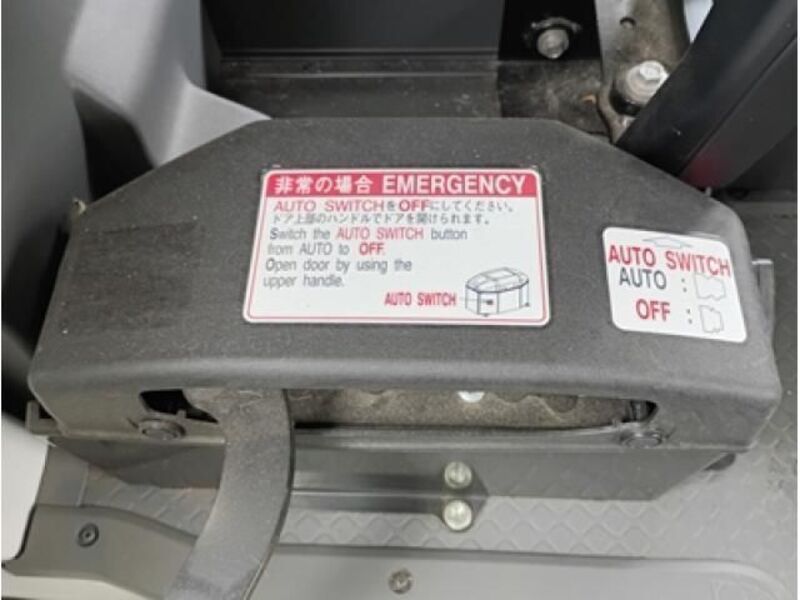 非常の場合 EMERGENCY
AUTO SWITCHをOFFにしてください。
ドア上部のハンドルでドアを開けられます。
Switch the AUTO SWITCH button
from AUTO to OFF.
Open door by using the
upper handle.
AUTO SWITCH
AUTO SWITCH
AUTO :
OFF :